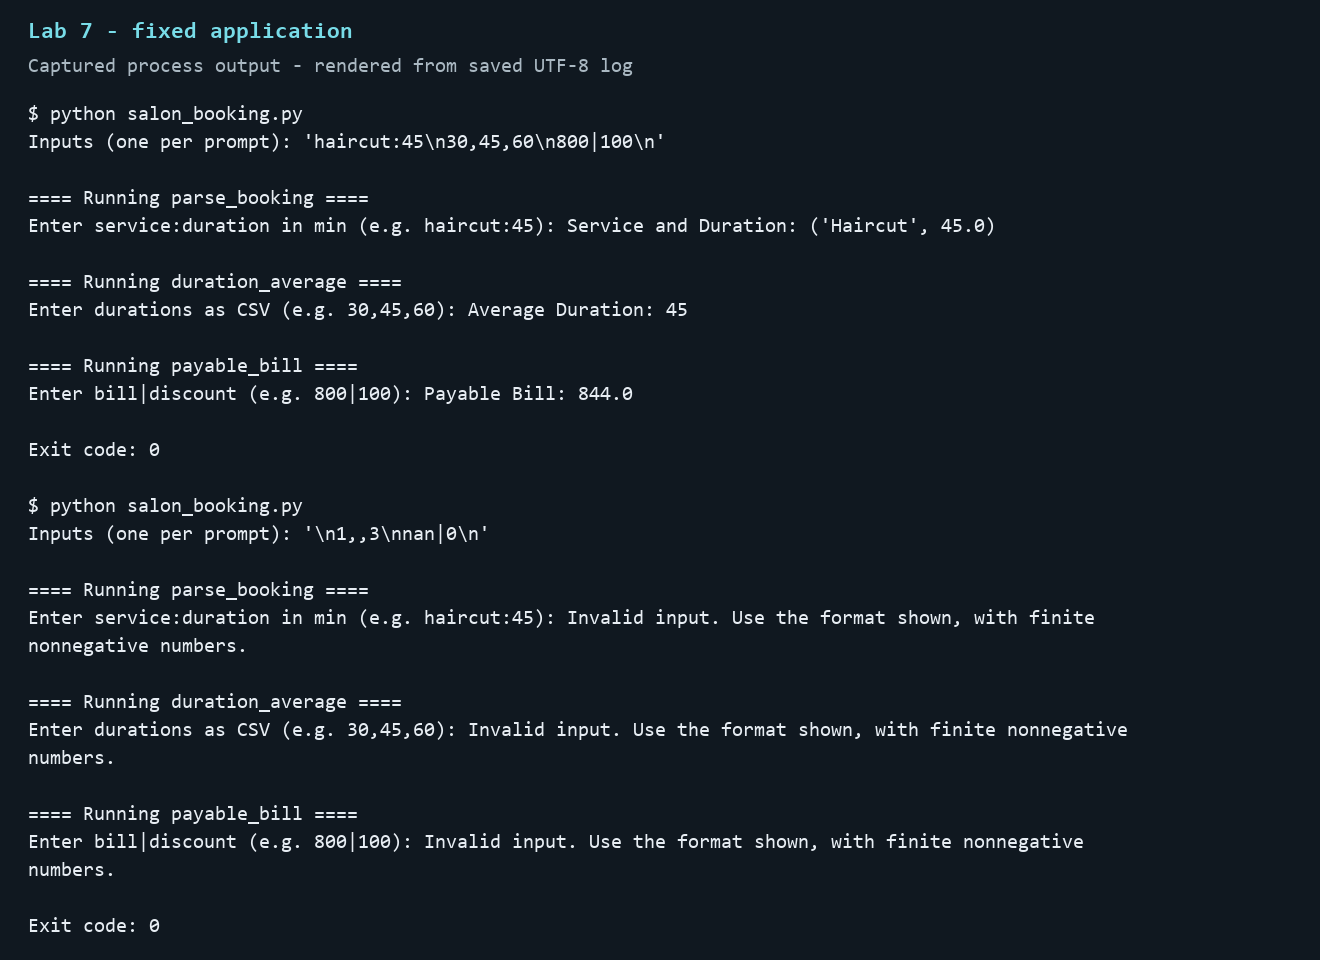 Lab 7 - fixed application
Captured process output - rendered from saved UTF-8 log
$ python salon_booking.py
Inputs (one per prompt): 'haircut:45\n30,45,60\n800|100\n'
==== Running parse_booking ====
Enter service:duration in min (e.g. haircut:45): Service and Duration: ('Haircut', 45.0)
==== Running duration_average ====
Enter durations as CSV (e.g. 30,45,60): Average Duration: 45
==== Running payable_bill ====
Enter bill|discount (e.g. 800|100): Payable Bill: 844.0
Exit code: 0
$ python salon_booking.py
Inputs (one per prompt): '\n1,,3\nnan|0\n'
==== Running parse_booking ====
Enter service:duration in min (e.g. haircut:45): Invalid input. Use the format shown, with finite
nonnegative numbers.
==== Running duration_average ====
Enter durations as CSV (e.g. 30,45,60): Invalid input. Use the format shown, with finite nonnegative
numbers.
==== Running payable_bill ====
Enter bill|discount (e.g. 800|100): Invalid input. Use the format shown, with finite nonnegative
numbers.
Exit code: 0